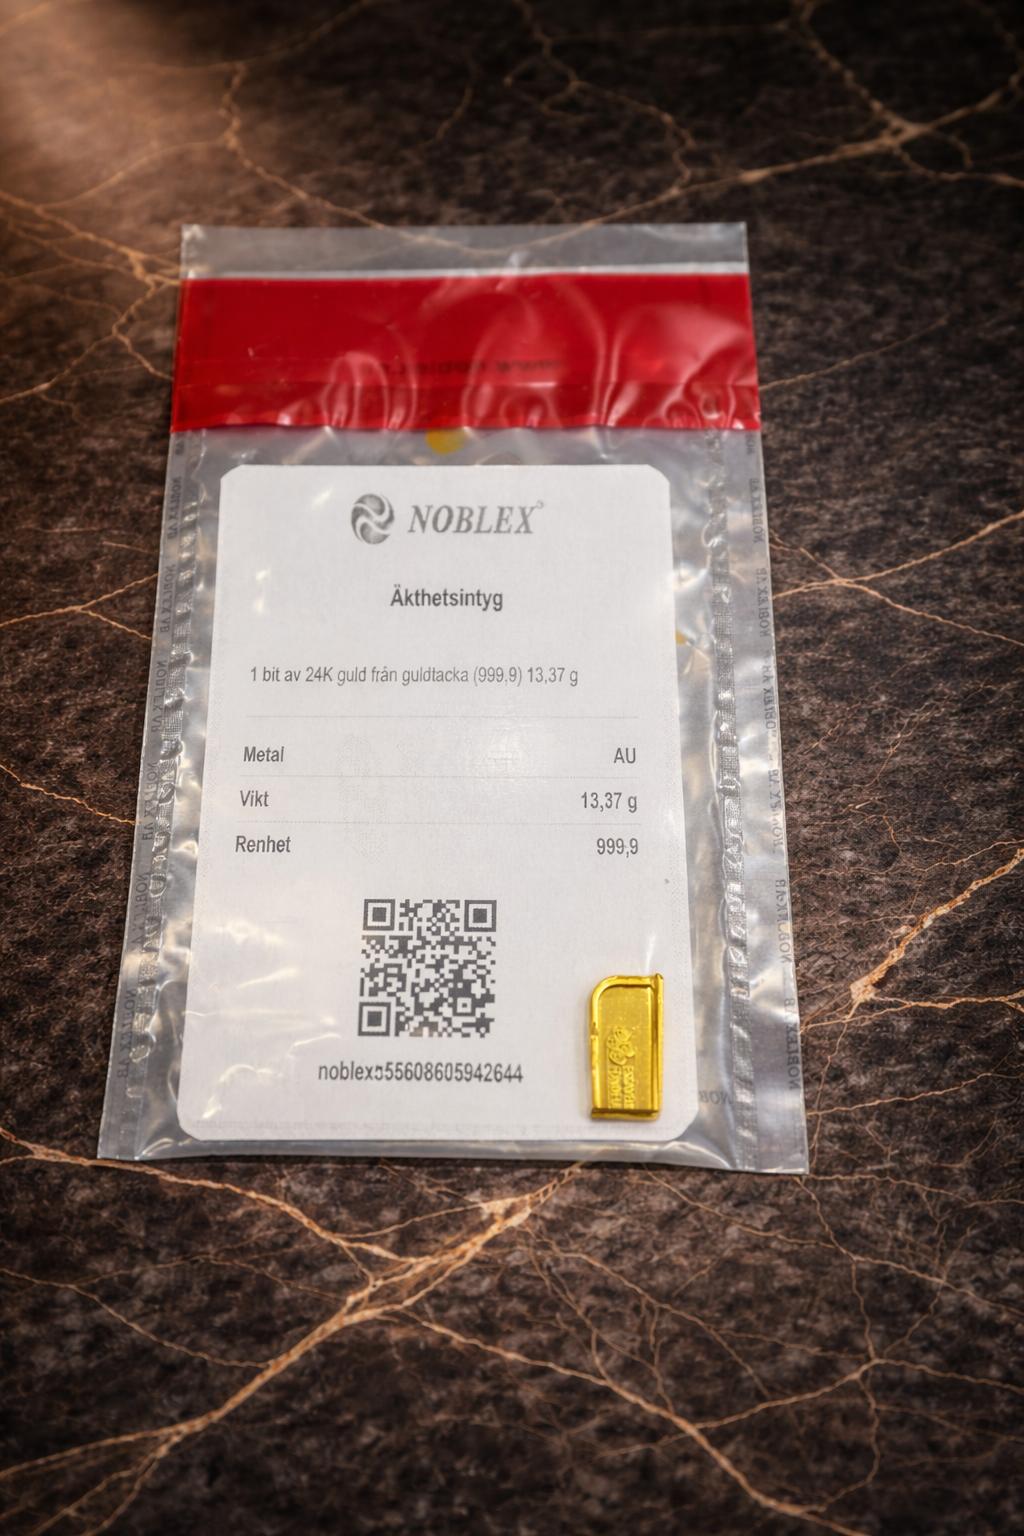 NOBLEX
Äkthetsintyg
1 bit av 24K guld från guldtacka (999,9) 13,37 g
Metal AU
Vikt 13,37 g
Renhet 999,9
noblex555608605942644